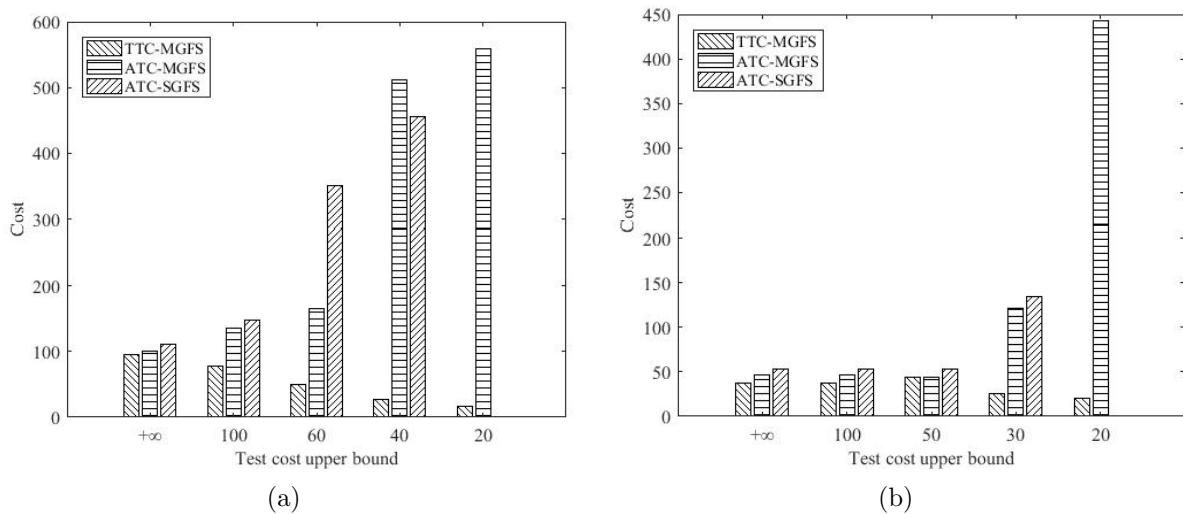 600
500
400
300
200
100
0
Cost
TTC-MGFS
ATC-MGFS
ATC-SGFS
+∞ 100 60 40 20
Test cost upper bound
(a)
450
400
350
300
250
200
150
100
50
0
Cost
TTC-MGFS
ATC-MGFS
ATC-SGFS
+∞ 100 50 30 20
Test cost upper bound
(b)